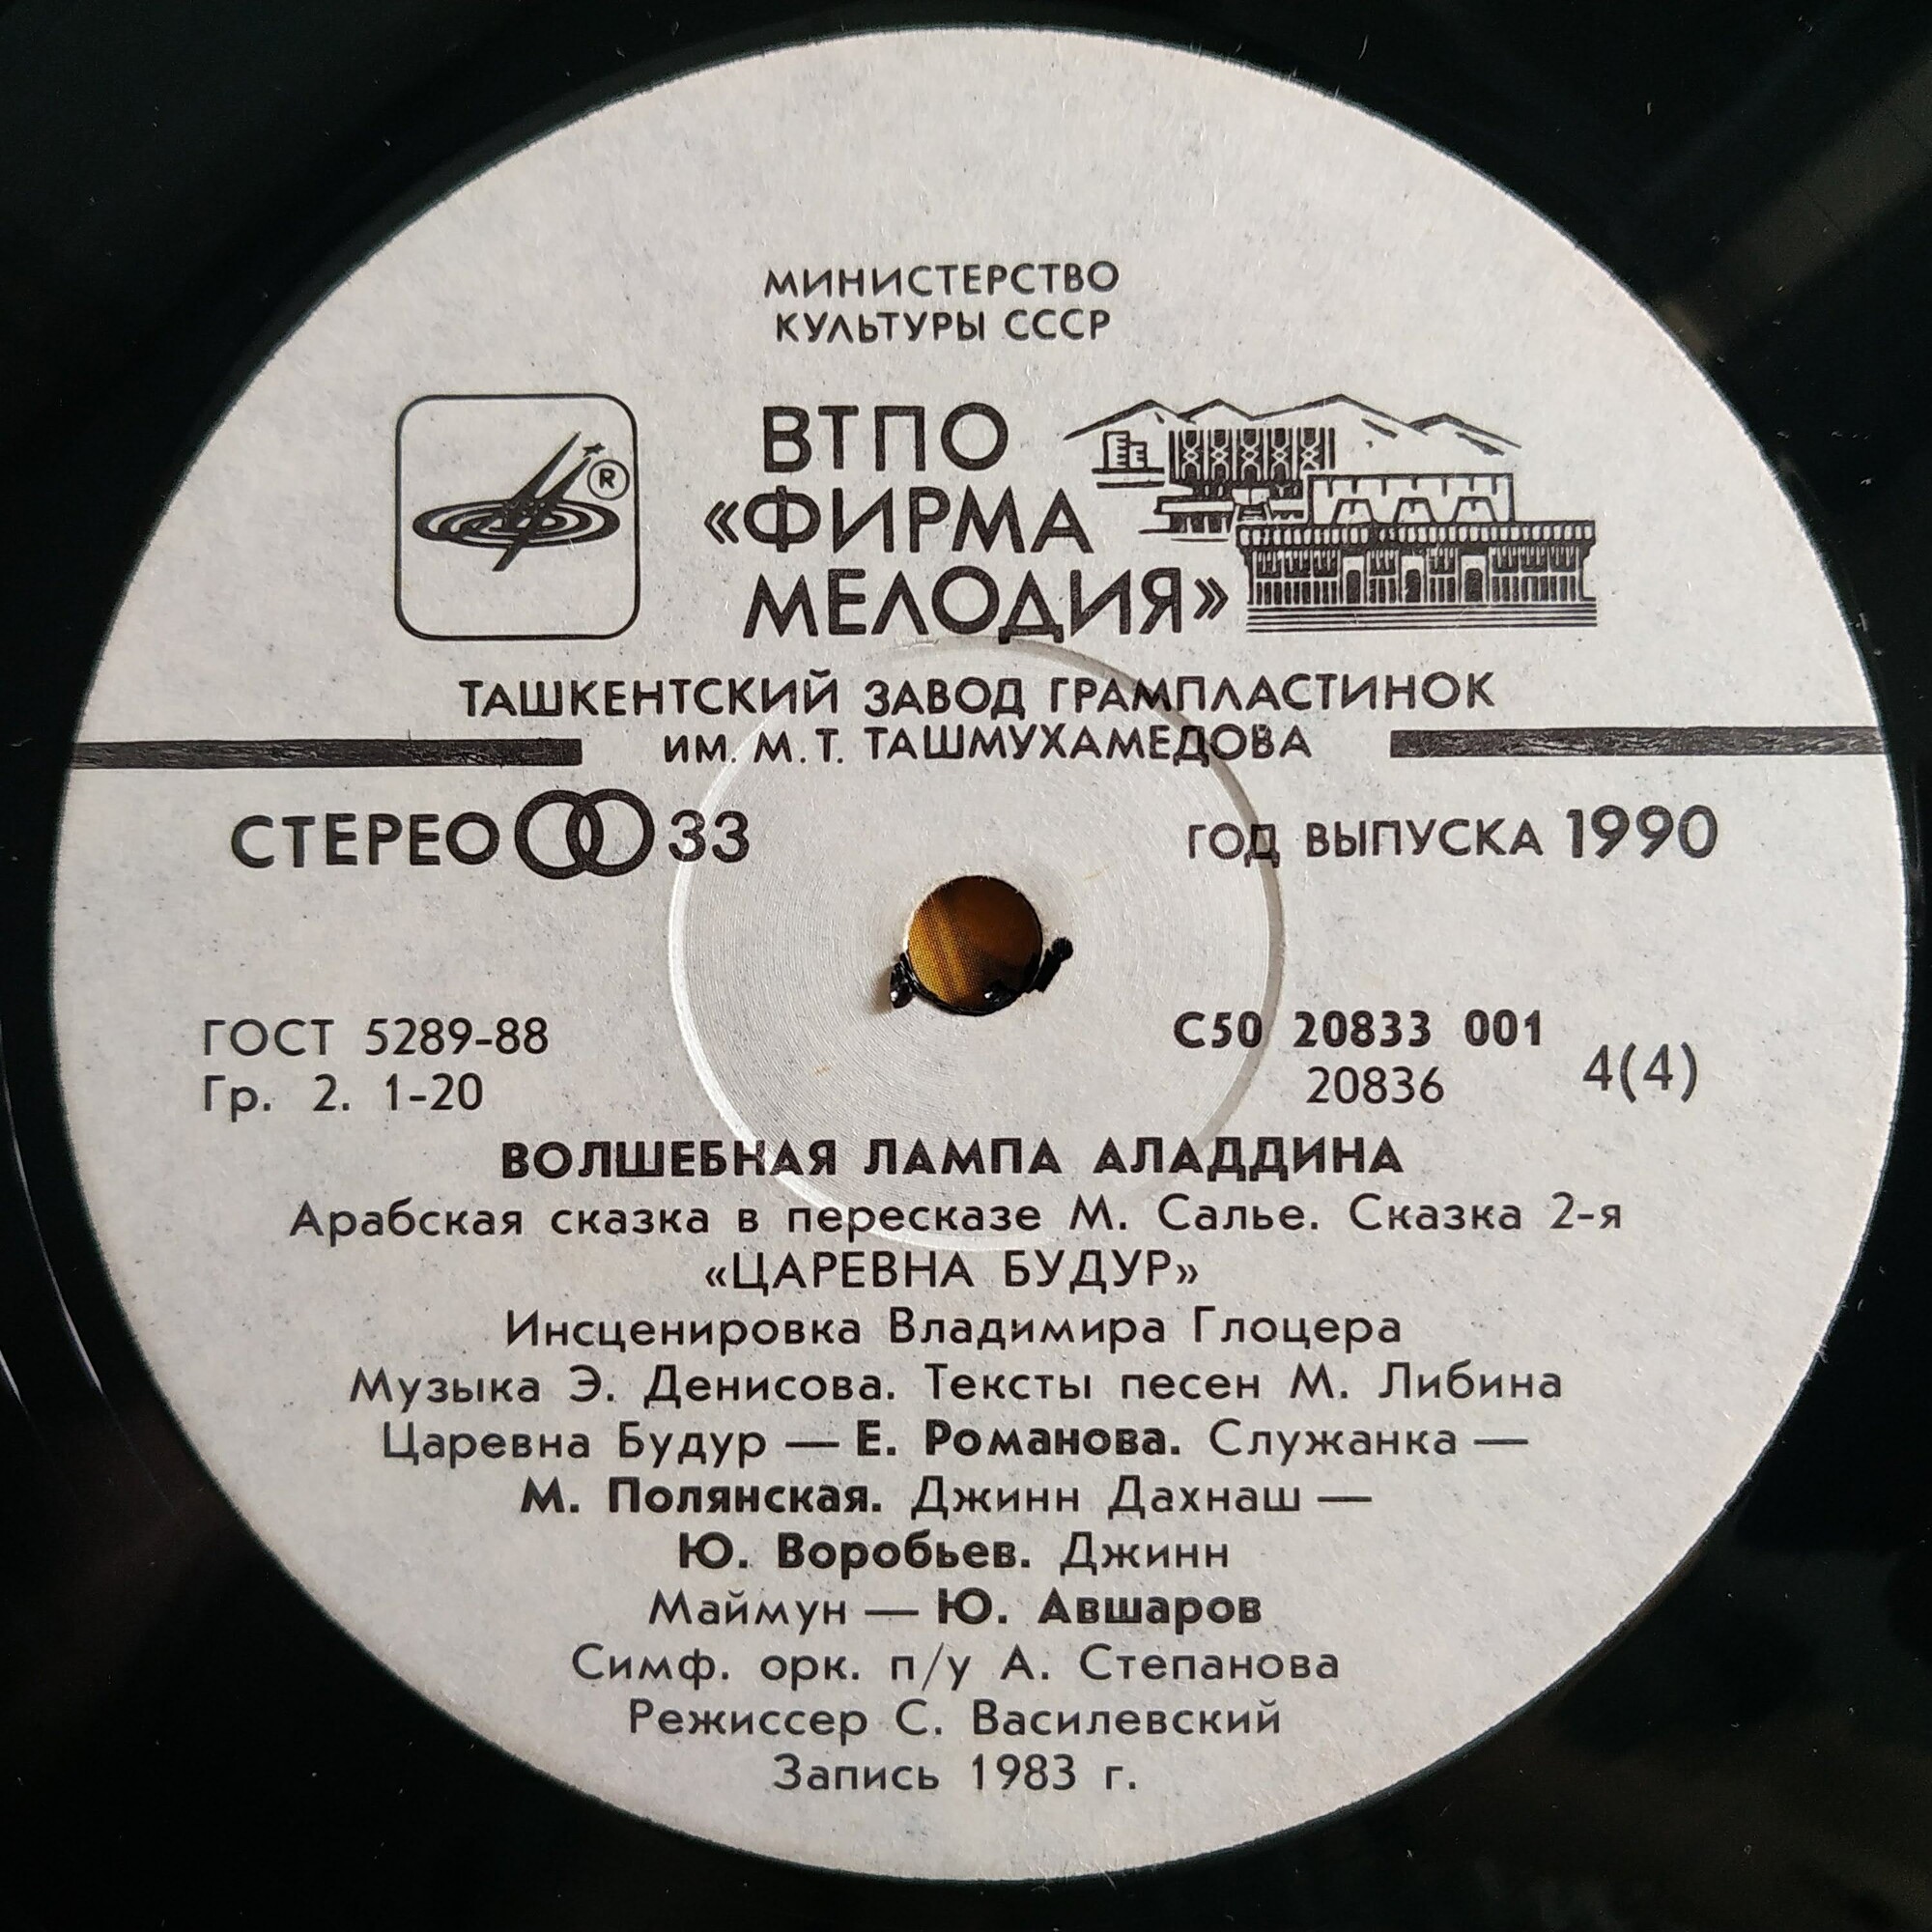 МИНИСТЕРСТВО
КУЛЬТУРЫ СССР
ВТПО
«ФИРМА
МЕЛОДИЯ»
®
ТАШКЕНТСКИЙ ЗАВОД ГРАМПЛАСТИНОК
ИМ. М. Т. ТАШМУХАМЕДОВА
СТЕРЕО 33
ГОД ВЫПУСКА 1990
ГОСТ 5289-88
Гр. 2. 1-20
С50 20833 001
20836
4(4)
ВОЛШЕБНАЯ ЛАМПА АЛАДДИНА
Арабская сказка в пересказе М. Салье. Сказка 2-я
«ЦАРЕВНА БУДУР»
Инсценировка Владимира Глоцера
Музыка Э. Денисова. Тексты песен М. Либина
Царевна Будур — Е. Романова. Служанка —
М. Полянская. Джинн Дахнаш —
Ю. Воробьев. Джинн
Маймун — Ю. Авшаров
Симф. орк. п/у А. Степанова
Режиссер С. Василевский
Запись 1983 г.